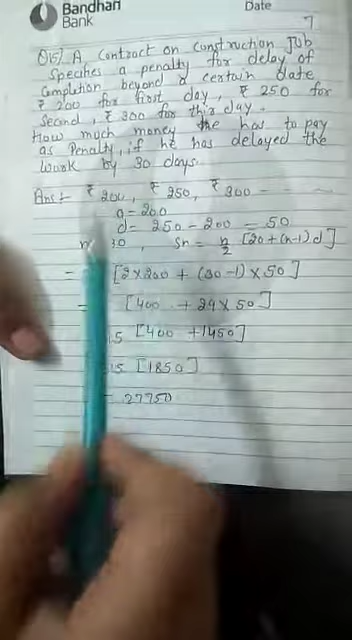 Bandhan
Bank
Date
7
Q15) A Contract on construction Job
specifies a penalty for delay of
Completion beyond a certain date
₹ 200 for first day, ₹ 250 for
second, ₹ 300 for third day.
How much money he has to pay
as Penalty, if he has delayed the
work by 30 days.
Ans:- ₹ 200, ₹ 250, ₹ 300 - - - -
a = 200
d = 250 - 200 = 50
30, Sn = n/2 [2a+(n-1)d]
= [2×200 + (30-1)×50]
[400 + 29×50]
15 [400 + 1450]
15 [1850]
= 27750